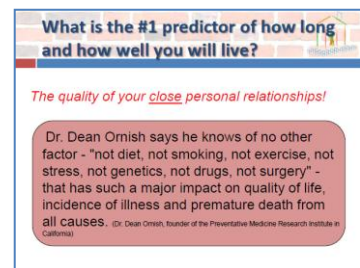 What is the #1 predictor of how long
and how well you will live?
The quality of your close personal relationships!
Dr. Dean Ornish says he knows of no other
factor - "not diet, not smoking, not exercise, not
stress, not genetics, not drugs, not surgery" -
that has such a major impact on quality of life,
incidence of illness and premature death from
all causes. (Dr. Dean Ornish, founder of the Preventative Medicine Research Institute in
California)